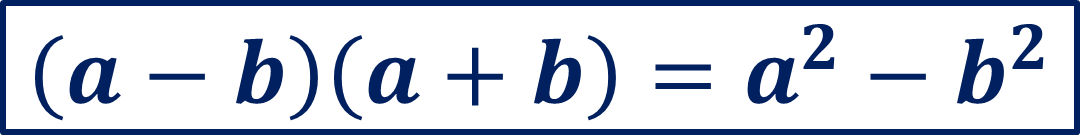 (a − b)(a + b) = a² − b²